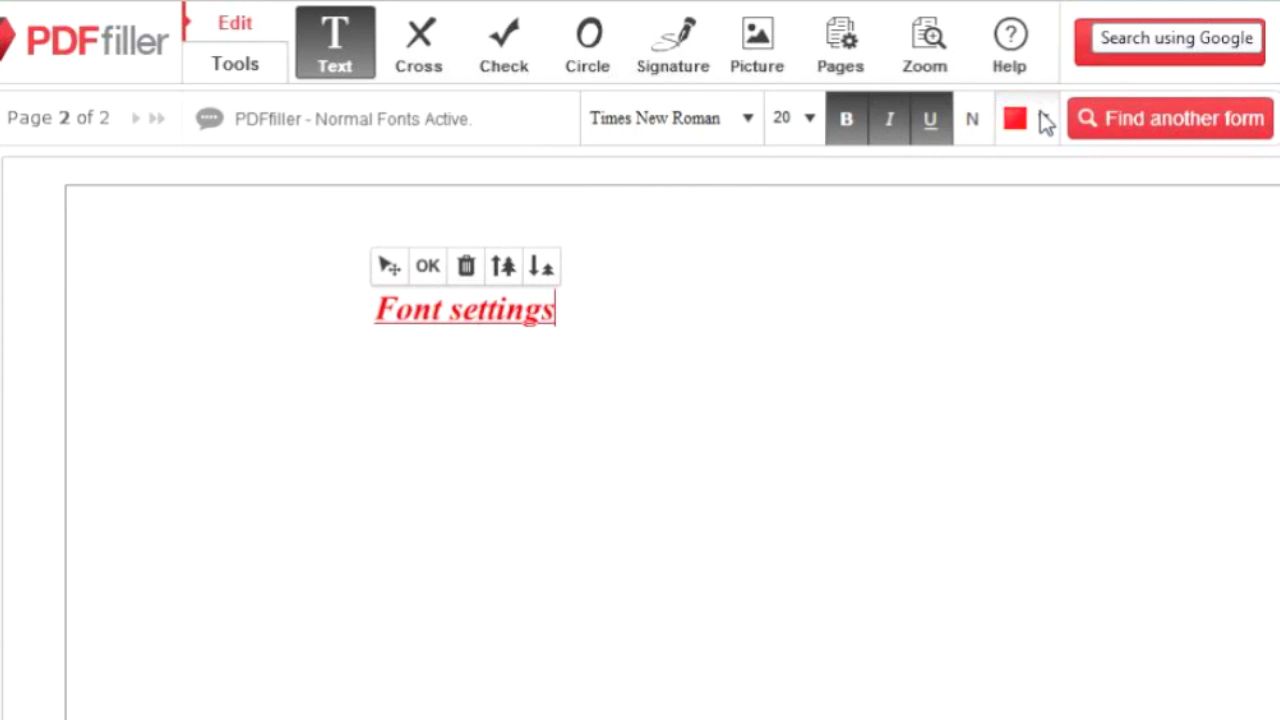 PDFfiller
Edit
Tools
Text
Cross
Check
Circle
Signature
Picture
Pages
Zoom
Help
Search using Google
Page 2 of 2
PDFfiller - Normal Fonts Active.
Times New Roman
20
B
I
U
N
Find another form
OK
Font settings